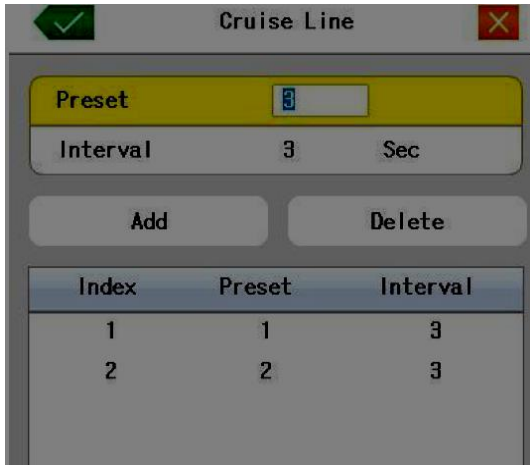 Cruise Line
Preset 3
Interval 3 Sec
Add Delete
Index Preset Interval
1 1 3
2 2 3